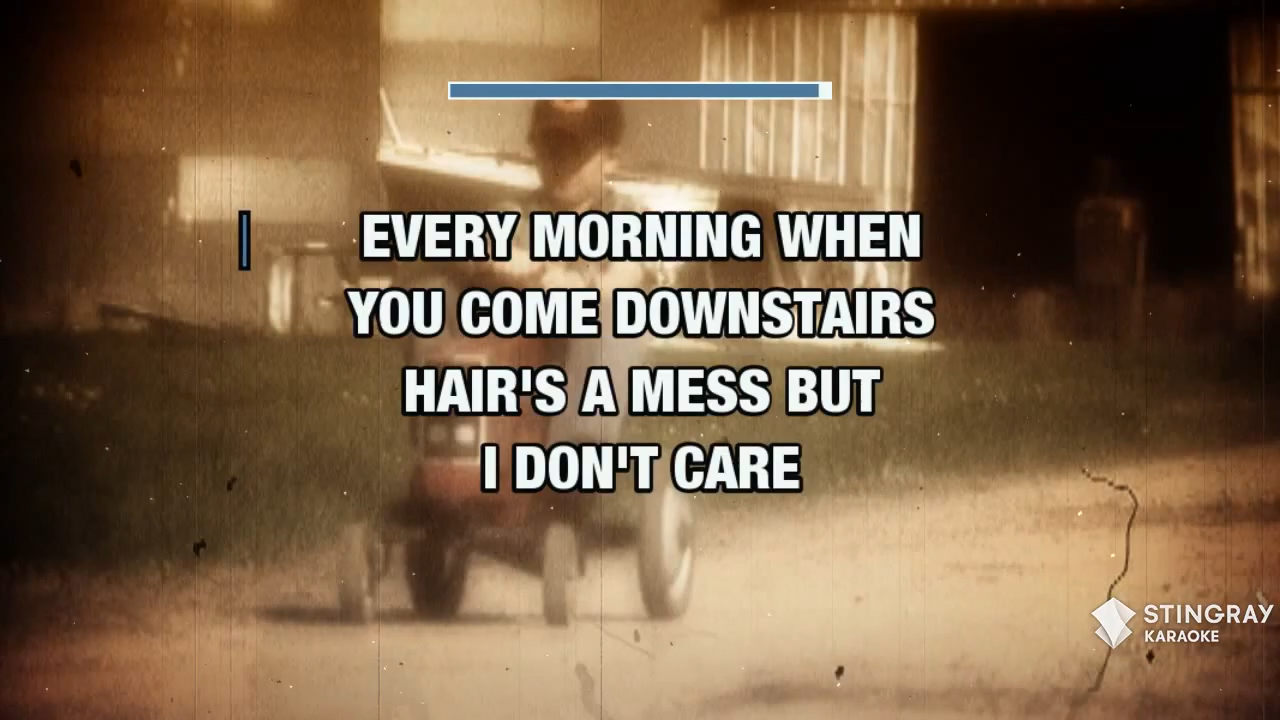 EVERY MORNING WHEN
YOU COME DOWNSTAIRS
HAIR'S A MESS BUT
I DON'T CARE
STINGRAY
KARAOKE